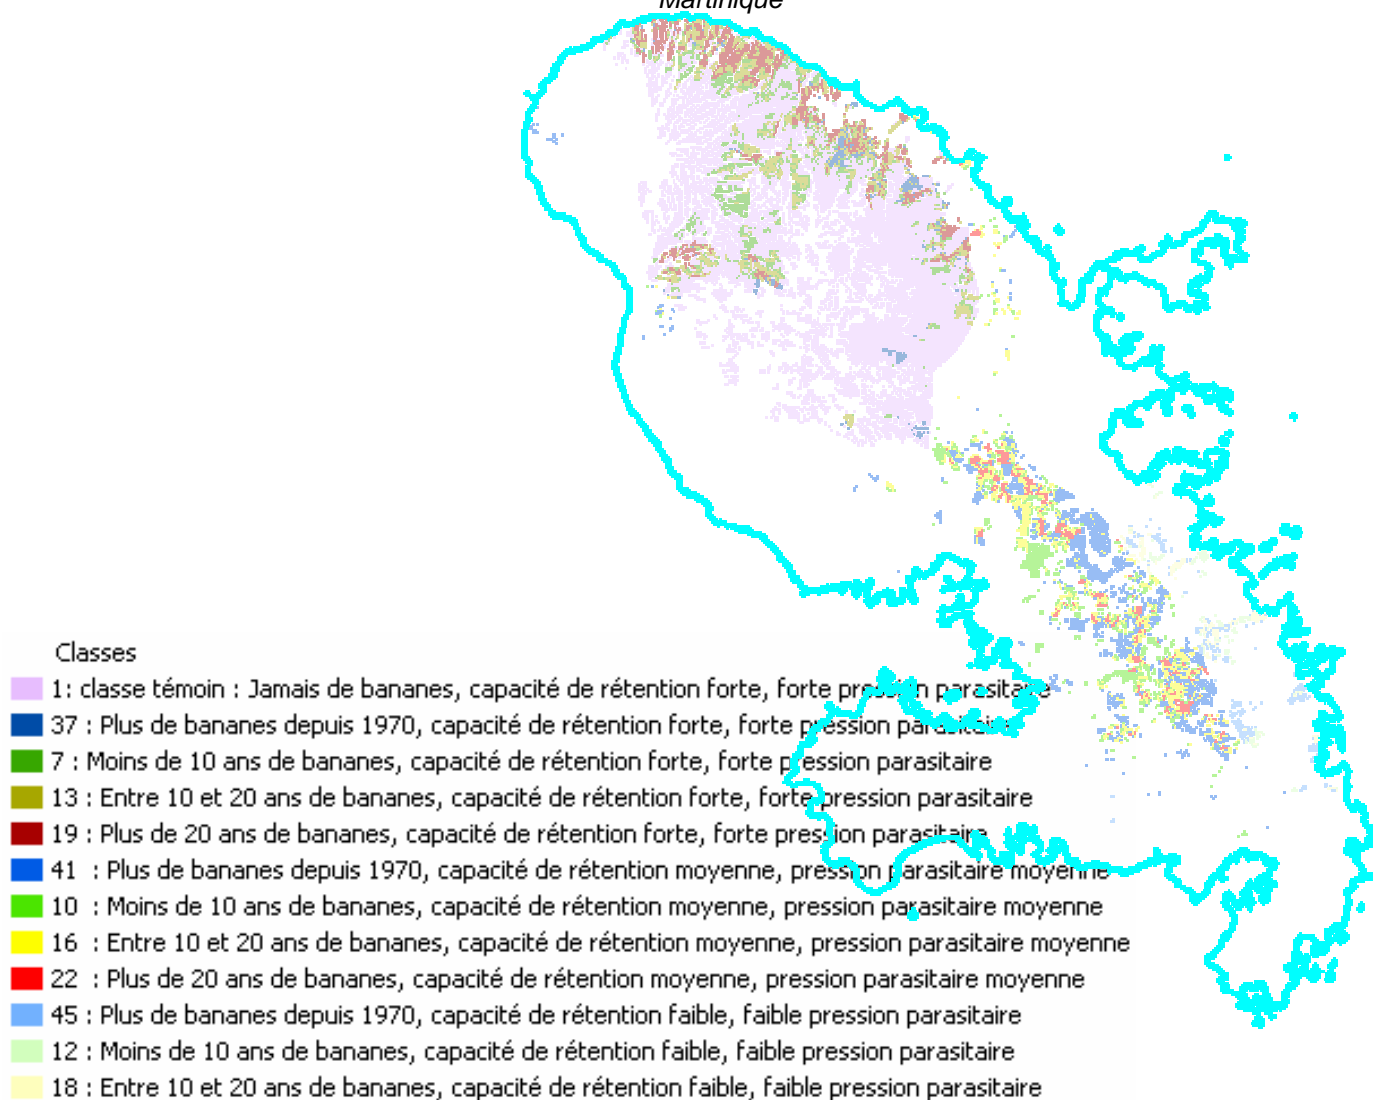 Martinique
Classes
1: classe témoin : Jamais de bananes, capacité de rétention forte, forte pression parasitaire
37 : Plus de bananes depuis 1970, capacité de rétention forte, forte pression parasitaire
7 : Moins de 10 ans de bananes, capacité de rétention forte, forte pression parasitaire
13 : Entre 10 et 20 ans de bananes, capacité de rétention forte, forte pression parasitaire
19 : Plus de 20 ans de bananes, capacité de rétention forte, forte pression parasitaire
41 : Plus de bananes depuis 1970, capacité de rétention moyenne, pression parasitaire moyenne
10 : Moins de 10 ans de bananes, capacité de rétention moyenne, pression parasitaire moyenne
16 : Entre 10 et 20 ans de bananes, capacité de rétention moyenne, pression parasitaire moyenne
22 : Plus de 20 ans de bananes, capacité de rétention moyenne, pression parasitaire moyenne
45 : Plus de bananes depuis 1970, capacité de rétention faible, faible pression parasitaire
12 : Moins de 10 ans de bananes, capacité de rétention faible, faible pression parasitaire
18 : Entre 10 et 20 ans de bananes, capacité de rétention faible, faible pression parasitaire